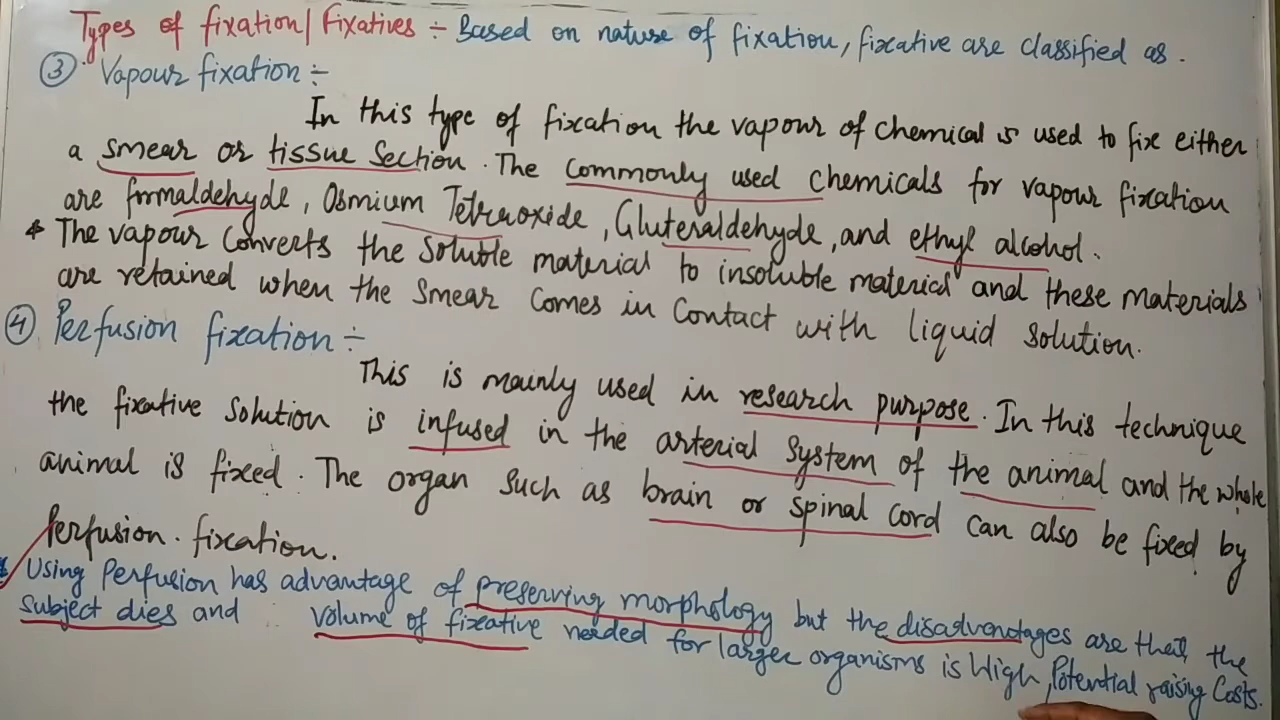 Types of fixation/Fixatives ÷ Based on nature of fixation, fixative are classified as.
③ Vapour fixation ÷
In this type of fixation the vapour of chemical is used to fix either
a smear or tissue section. The commonly used chemicals for vapour fixation
are formaldehyde, Osmium Tetraoxide, Gluteraldehyde, and ethyl alcohol.
* The vapour converts the soluble material to insoluble material and these materials
are retained when the smear comes in contact with liquid solution.
④ Perfusion fixation ÷
This is mainly used in research purpose. In this technique
the fixative solution is infused in the arterial system of the animal and the whole
animal is fixed. The organ such as brain or spinal cord can also be fixed by
Perfusion. fixation.
* Using Perfusion has advantage of preserving morphology but the disadvantages are that, the
subject dies and volume of fixative needed for larger organisms is High, Potential raising Costs.